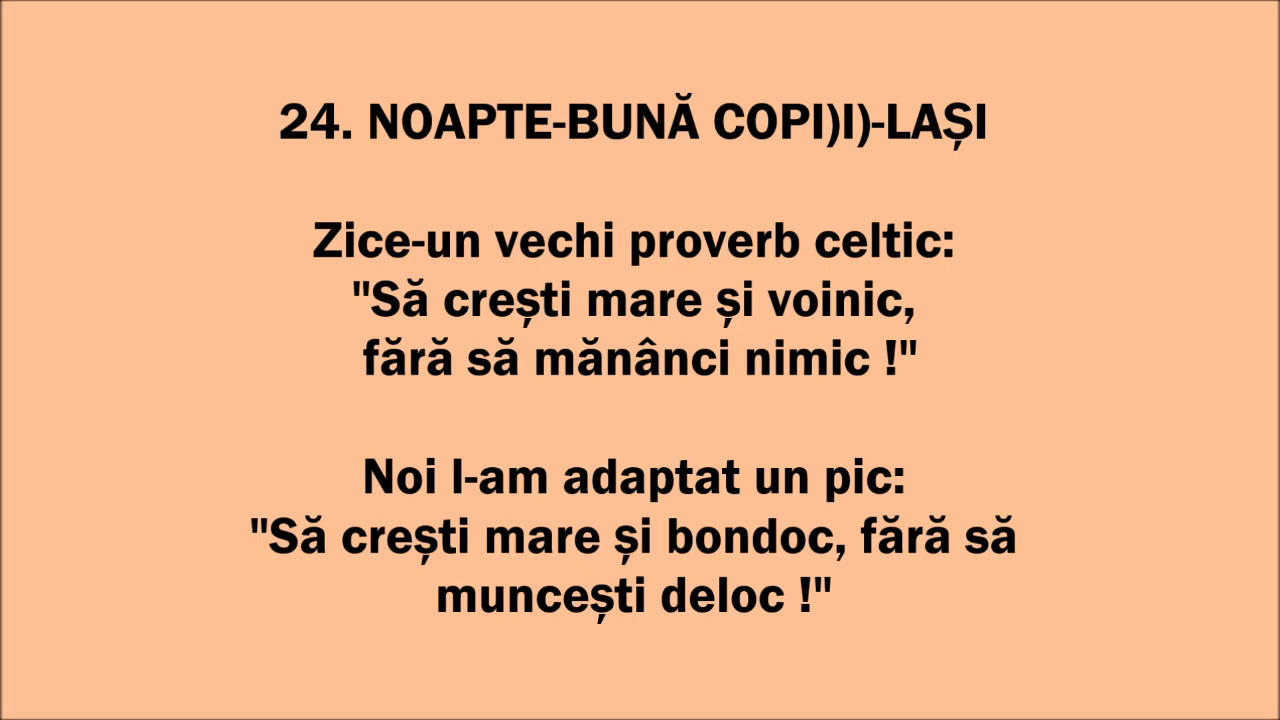 24. NOAPTE-BUNĂ COPI)I)-LAȘI
Zice-un vechi proverb celtic:
"Să crești mare și voinic,
fără să mănânci nimic !"
Noi l-am adaptat un pic:
"Să crești mare și bondoc, fără să
muncești deloc !"